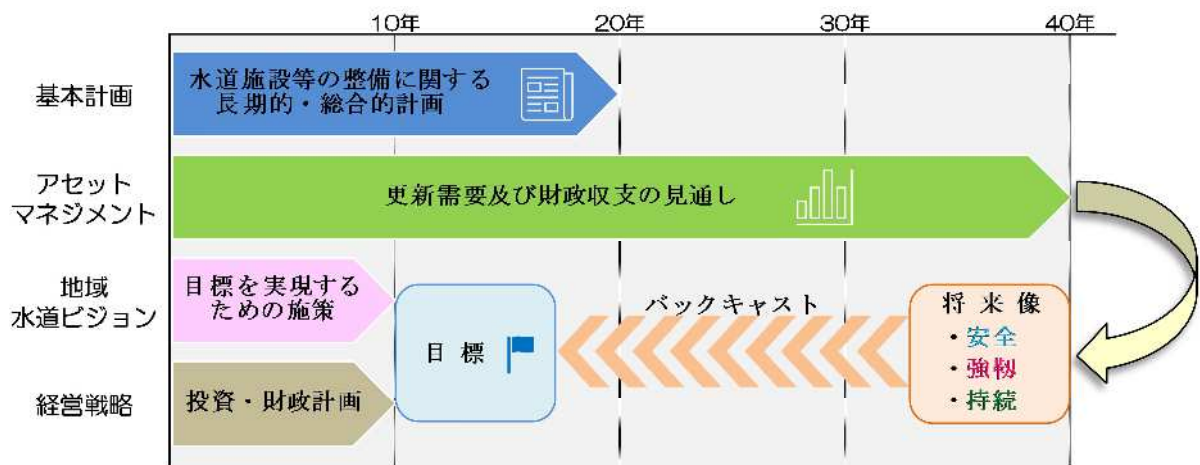 10年 20年 30年 40年
基本計画
水道施設等の整備に関する
長期的・総合的計画
アセット
マネジメント
更新需要及び財政収支の見通し
地域
水道ビジョン
目標を実現する
ための施策
目標
バックキャスト
将来像
・安全
・強靱
・持続
経営戦略
投資・財政計画